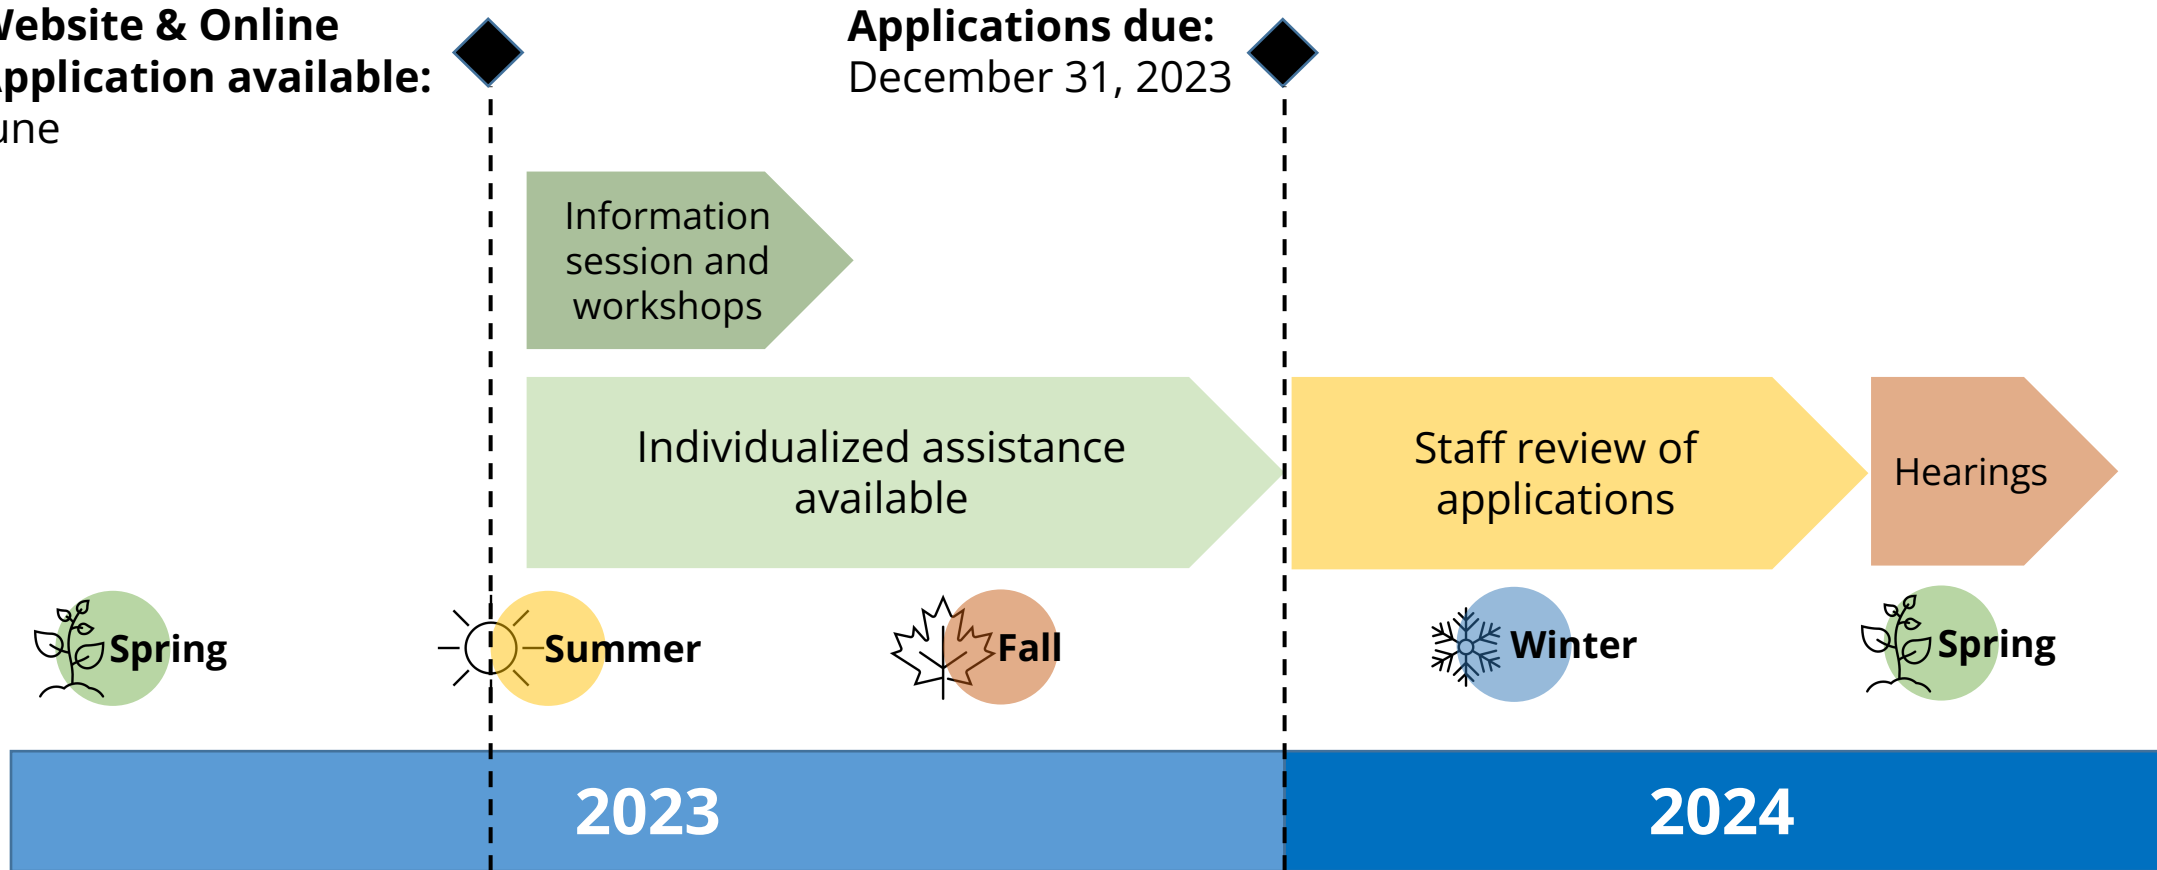 Website & Online
Application available:
June
Applications due:
December 31, 2023
Information
session and
workshops
Individualized assistance
available
Staff review of
applications
Hearings
Spring
Summer
Fall
Winter
Spring
2023
2024